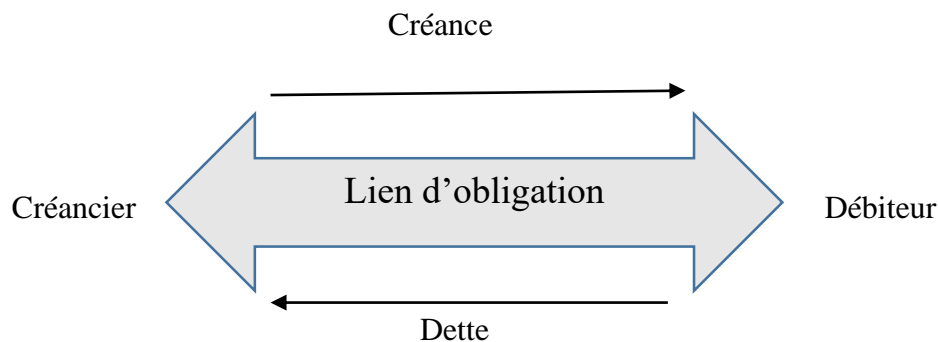 Créance
Lien d’obligation
Créancier
Débiteur
Dette